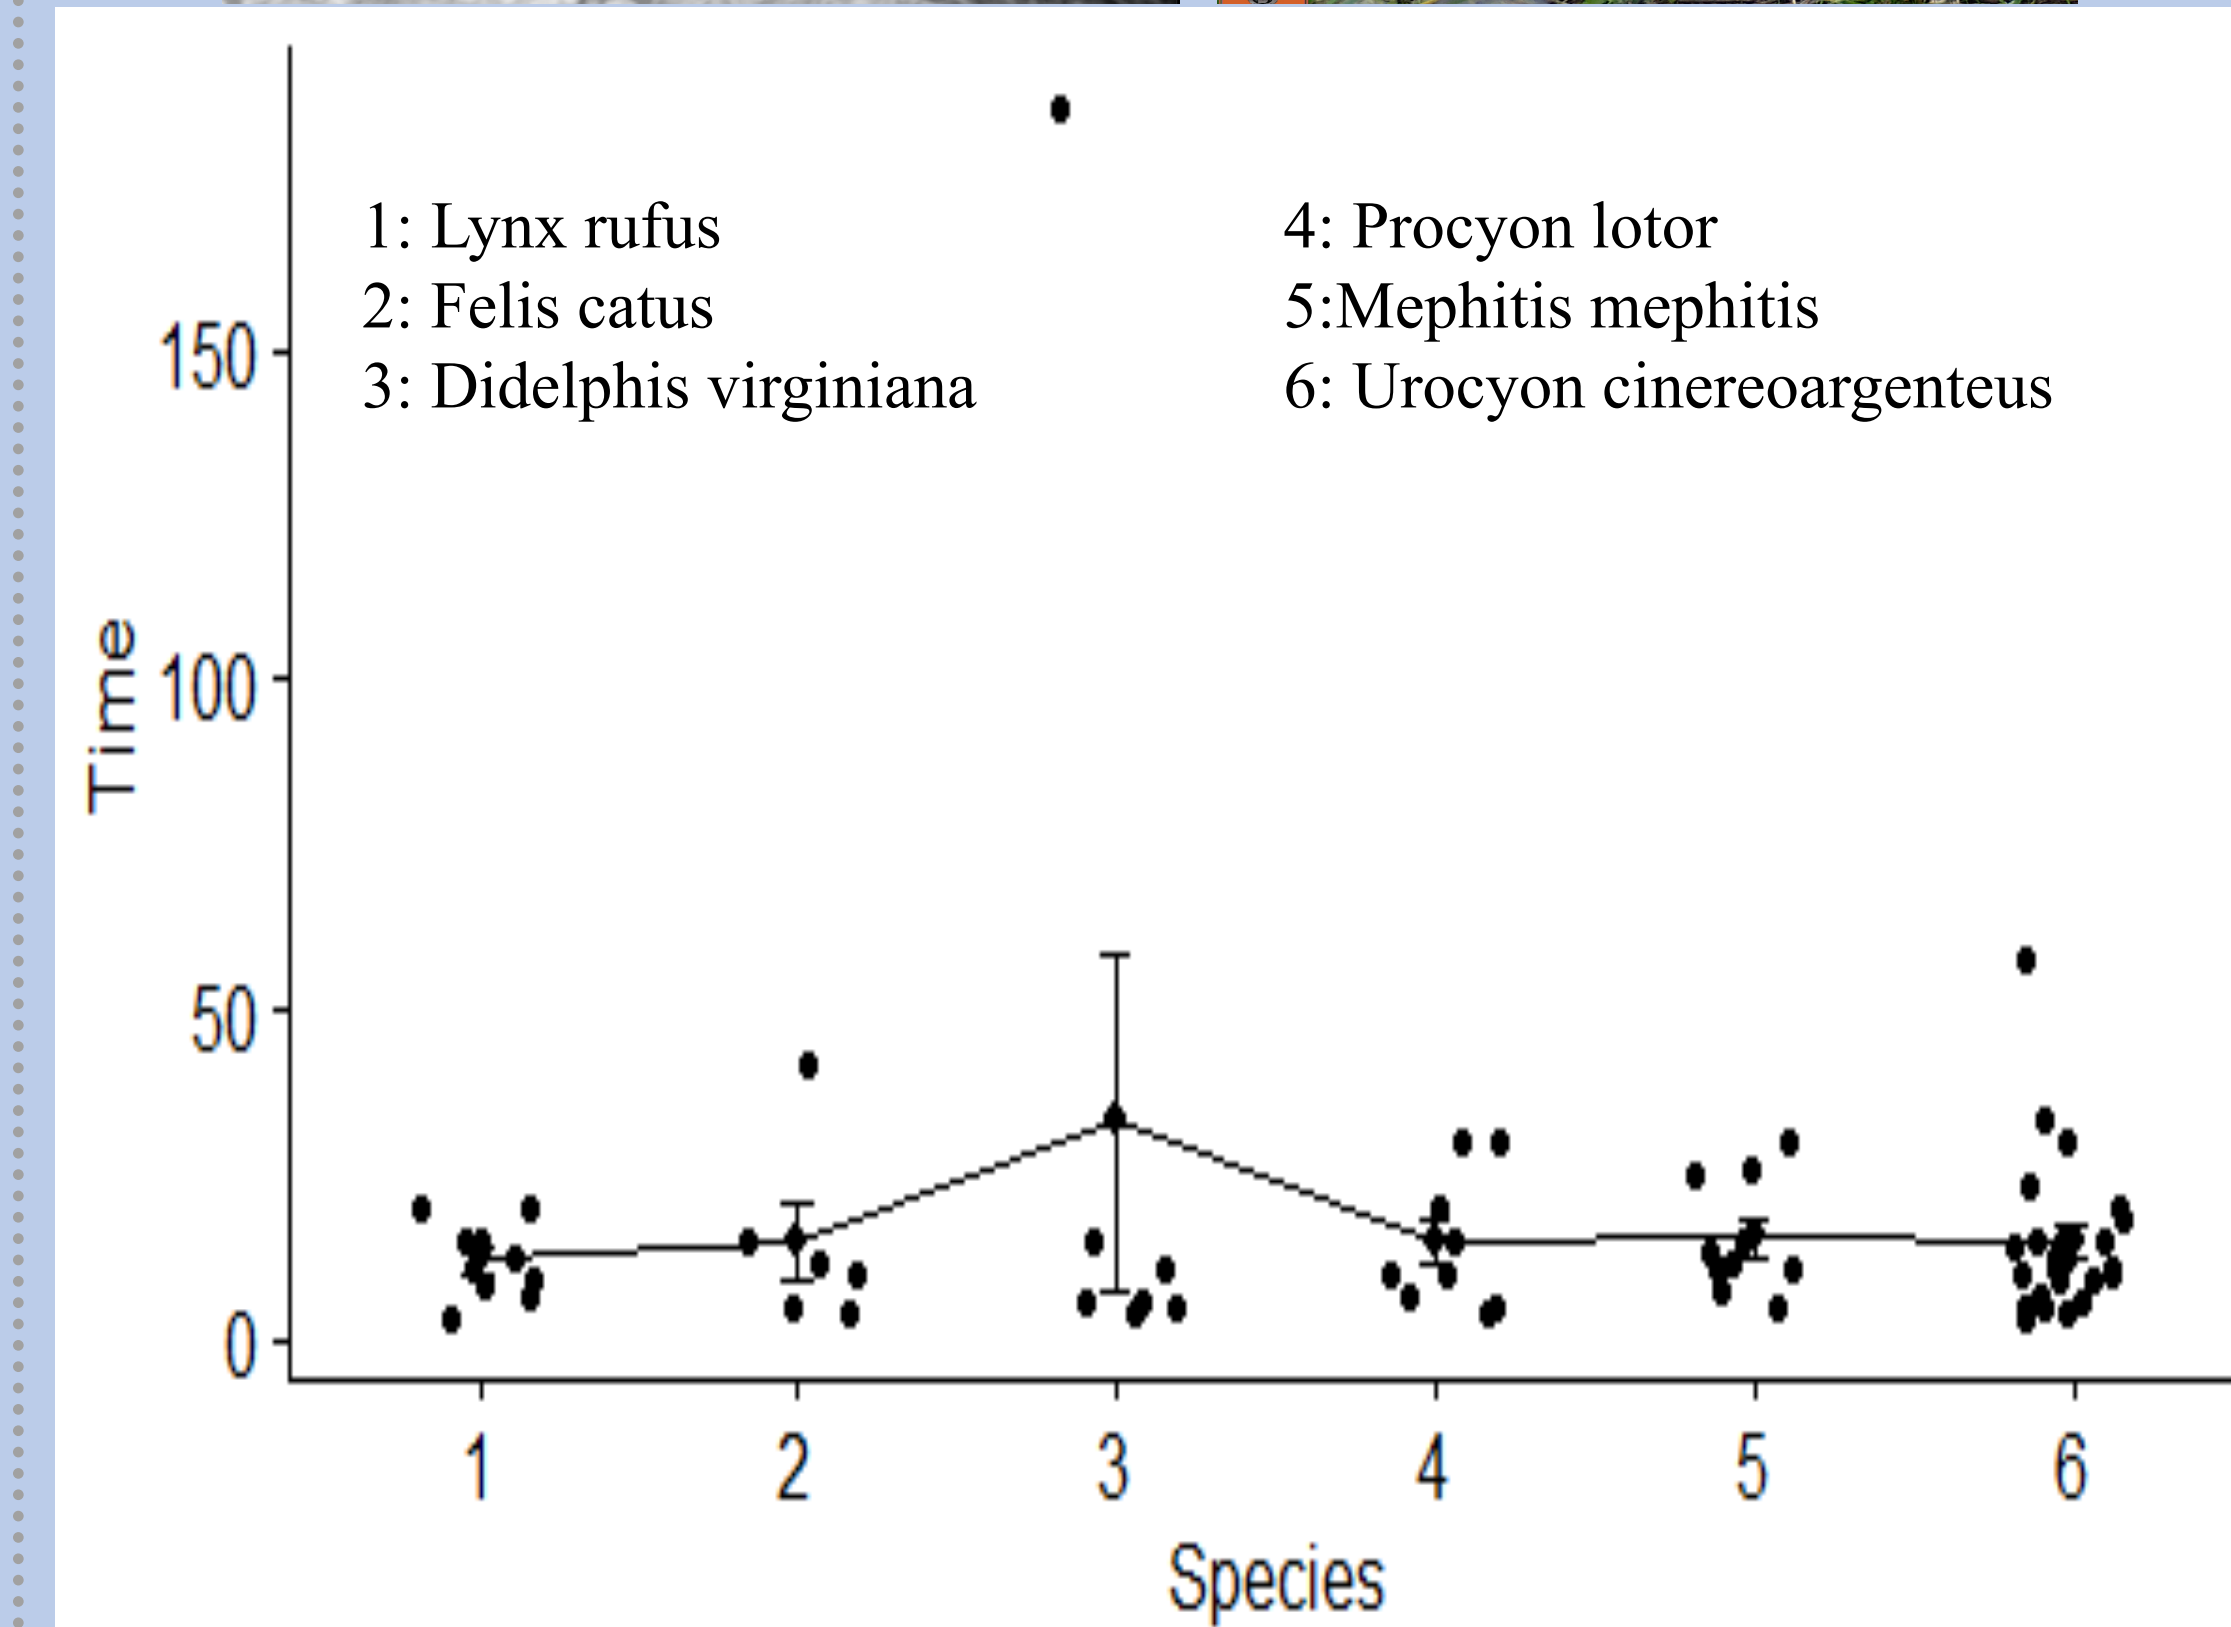 1: Lynx rufus
2: Felis catus
3: Didelphis virginiana
4: Procyon lotor
5:Mephitis mephitis
6: Urocyon cinereoargenteus
Time
150
100
50
0
1 2 3 4 5 6
Species